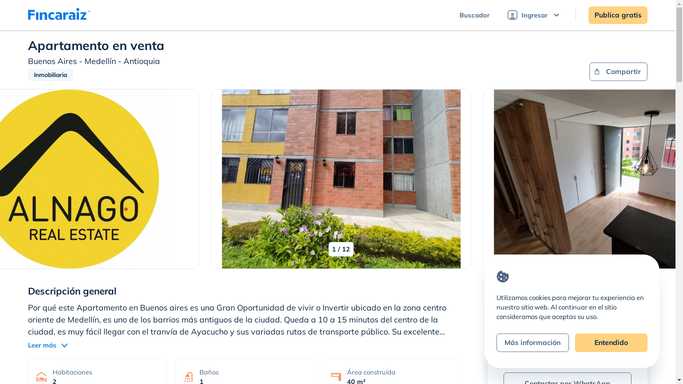 Fincaraiz
Buscador
Ingresar
Publica gratis
Apartamento en venta
Buenos Aires - Medellín - Antioquia
Inmobiliaria
Compartir
ALNAGO
REAL ESTATE
1 / 12
Descripción general
Por qué este Apartamento en Buenos aires es una Gran Oportunidad de vivir o Invertir ubicado en la zona centro
oriente de Medellín, es uno de los barrios más antiguos de la ciudad. Queda a 10 a 15 minutos del centro de la
ciudad, es muy fácil llegar con el tranvía de Ayacucho y sus variadas rutas de transporte público. Su excelente...
Leer más
Habitaciones
2
Baños
1
Área construida
40 m²
Utilizamos cookies para mejorar tu experiencia en
nuestro sitio web. Al continuar en el sitio
consideramos que aceptas su uso.
Más información
Entendido
Contactar por WhatsApp